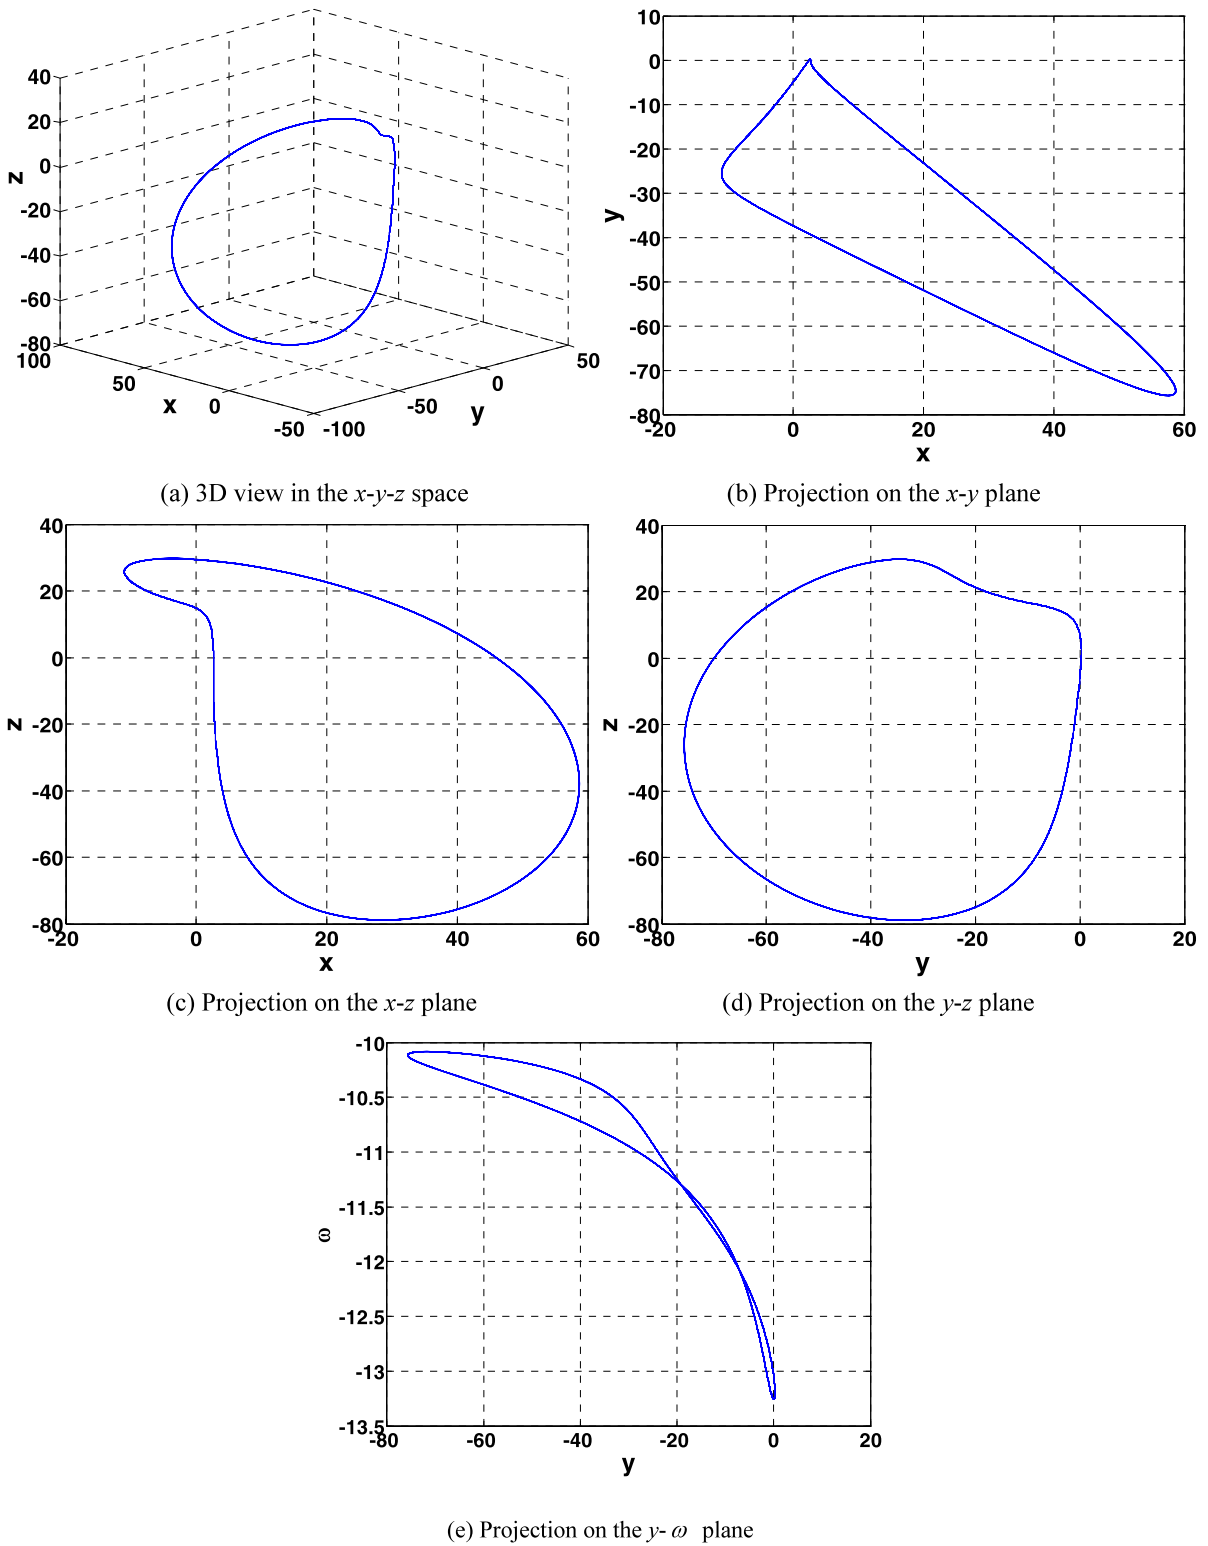 40
20
0
-20
-40
-60
-80
z
100
50
0
-50
x
-100
-50
0
50
y
(a) 3D view in the x-y-z space
10
0
-10
-20
-30
-40
-50
-60
-70
-80
y
-20 0 20 40 60
x
(b) Projection on the x-y plane
40
20
0
-20
-40
-60
-80
z
-20 0 20 40 60
x
(c) Projection on the x-z plane
40
20
0
-20
-40
-60
-80
z
-80 -60 -40 -20 0 20
y
(d) Projection on the y-z plane
-10
-10.5
-11
-11.5
-12
-12.5
-13
-13.5
ω
-80 -60 -40 -20 0 20
y
(e) Projection on the y- ω plane